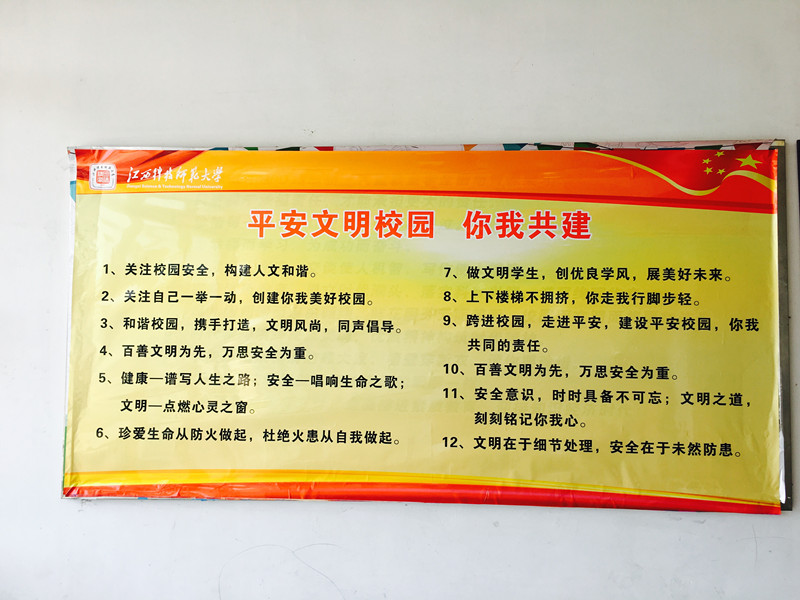 江西科技师范大学
Jiangxi Science & Technology Normal University
平安文明校园 你我共建
1、关注校园安全，构建人文和谐。
2、关注自己一举一动，创建你我美好校园。
3、和谐校园，携手打造，文明风尚，同声倡导。
4、百善文明为先，万思安全为重。
5、健康—谱写人生之路；安全—唱响生命之歌；
文明—点燃心灵之窗。
6、珍爱生命从防火做起，杜绝火患从自我做起。
7、做文明学生，创优良学风，展美好未来。
8、上下楼梯不拥挤，你走我行脚步轻。
9、跨进校园，走进平安，建设平安校园，你我
共同的责任。
10、百善文明为先，万思安全为重。
11、安全意识，时时具备不可忘；文明之道，
刻刻铭记你我心。
12、文明在于细节处理，安全在于未然防患。